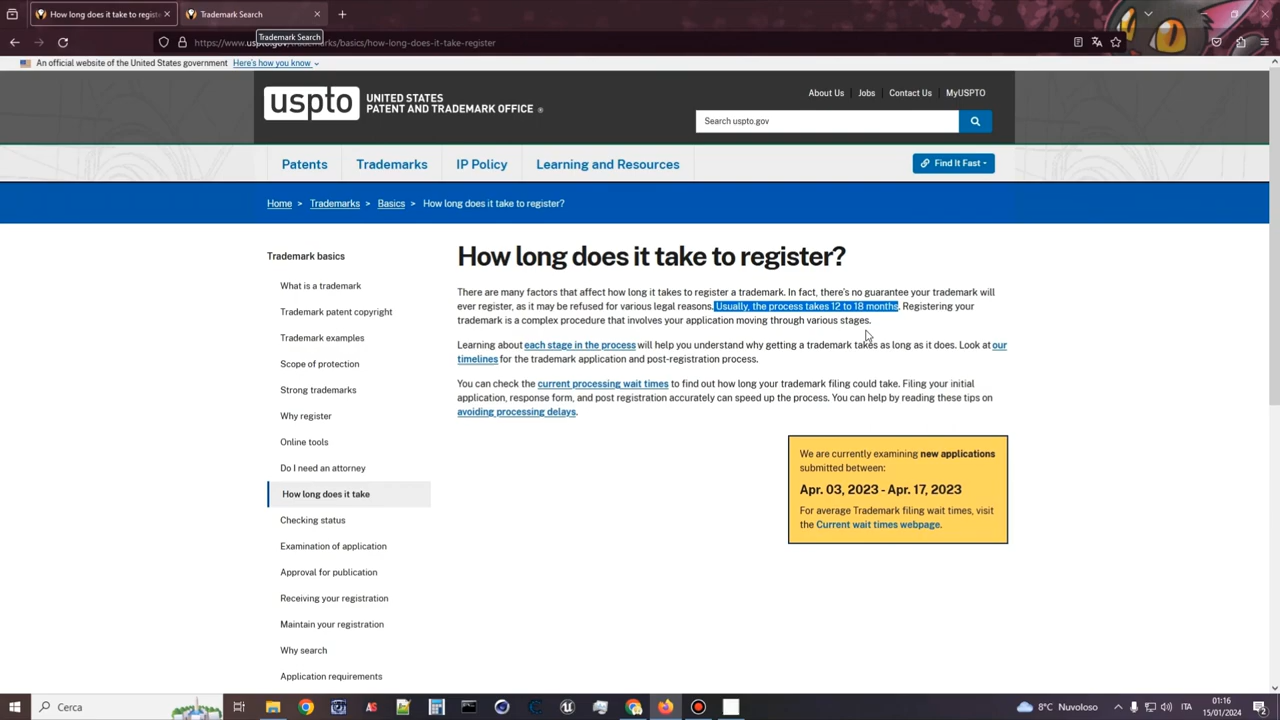 How long does it take to registe
Trademark Search
Trademark Search
https://www.uspto.gov/trademarks/basics/how-long-does-it-take-register
An official website of the United States government Here's how you know
About Us Jobs Contact Us MyUSPTO
uspto UNITED STATES
PATENT AND TRADEMARK OFFICE ®
Search uspto.gov
Patents Trademarks IP Policy Learning and Resources Find It Fast
Home > Trademarks > Basics > How long does it take to register?
Trademark basics
What is a trademark
Trademark patent copyright
Trademark examples
Scope of protection
Strong trademarks
Why register
Online tools
Do I need an attorney
How long does it take
Checking status
Examination of application
Approval for publication
Receiving your registration
Maintain your registration
Why search
Application requirements
How long does it take to register?
There are many factors that affect how long it takes to register a trademark. In fact, there's no guarantee your trademark will
ever register, as it may be refused for various legal reasons. Usually, the process takes 12 to 18 months. Registering your
trademark is a complex procedure that involves your application moving through various stages.
Learning about each stage in the process will help you understand why getting a trademark takes as long as it does. Look at our
timelines for the trademark application and post-registration process.
You can check the current processing wait times to find out how long your trademark filing could take. Filing your initial
application, response form, and post registration accurately can speed up the process. You can help by reading these tips on
avoiding processing delays.
We are currently examining new applications
submitted between:
Apr. 03, 2023 - Apr. 17, 2023
For average Trademark filing wait times, visit
the Current wait times webpage.
Cerca
8°C Nuvoloso
ITA
01:16
15/01/2024
2